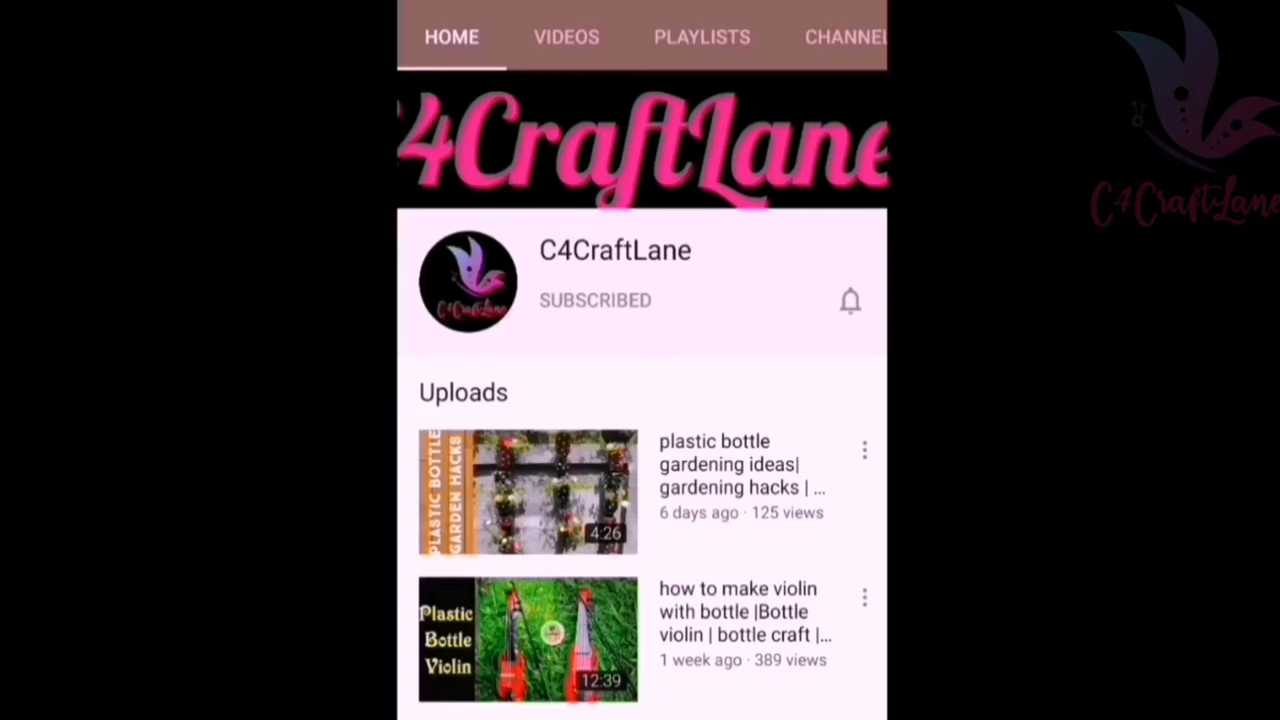 HOME VIDEOS PLAYLISTS CHANNEL
C4CraftLane
C4CraftLane
C4CraftLane
SUBSCRIBED
C4CraftLane
Uploads
PLASTIC BOTTLE
GARDEN HACKS
4:26
plastic bottle
gardening ideas|
gardening hacks | ...
6 days ago · 125 views
Plastic
Bottle
Violin
12:39
how to make violin
with bottle |Bottle
violin | bottle craft |...
1 week ago · 389 views